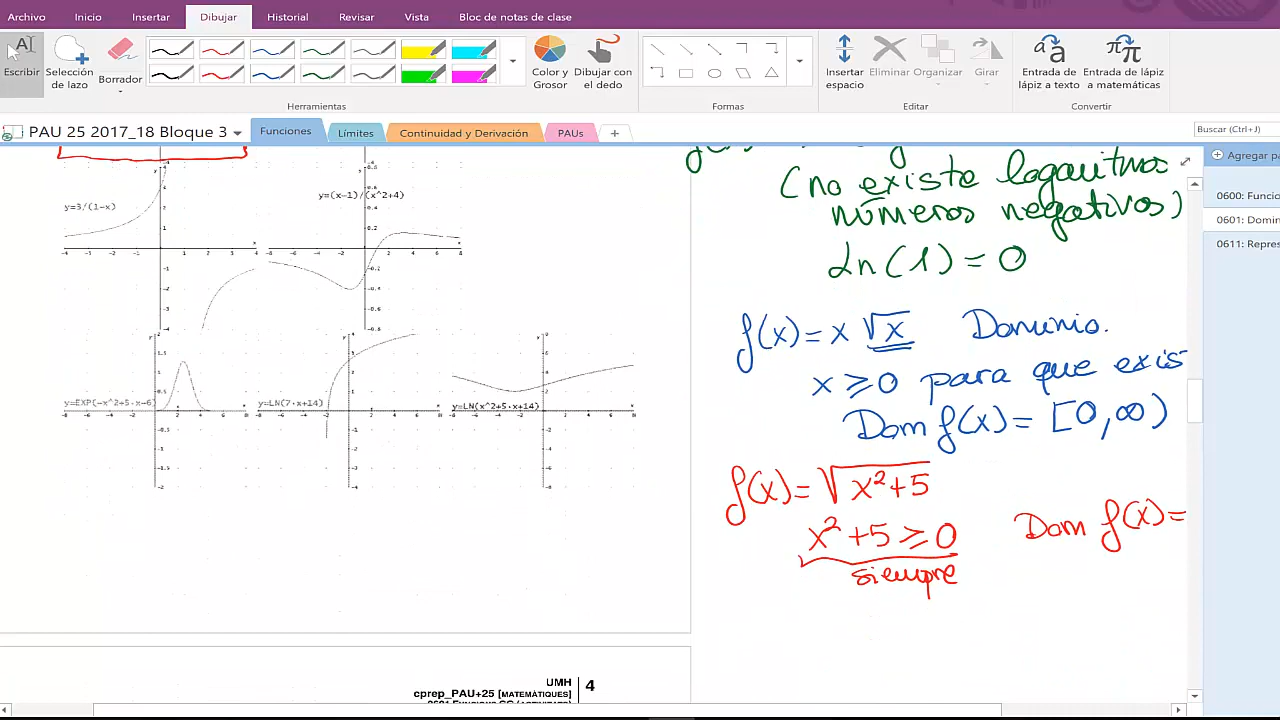 Archivo Inicio Insertar Dibujar Historial Revisar Vista Bloc de notas de clase
Escribir
Selección de lazo
Borrador
Color y Grosor
Dibujar con el dedo
Insertar espacio
Eliminar
Organizar
Girar
Entrada de lápiz a texto
Entrada de lápiz a matemáticas
Herramientas Formas Editar Convertir
PAU 25 2017_18 Bloque 3 Funciones Límites Continuidad y Derivación PAUs +
Buscar (Ctrl+J)
Agregar pá
0600: Funcio
0601: Domin
0611: Repres
y=3/(1-x)
y=(x-1)/(x^2+4)
y=EXP(-x^2+5·x-6)
y=LN(7·x+14)
y=LN(x^2+5·x+14)
(no existe logaritmos
números negativos)
Ln(1)=0
f(x)=x √x Dominio.
x ≥ 0 para que exis
Dom f(x)= [0,∞)
f(x)= √x²+5
x²+5 ≥ 0 Dom f(x)=
siempre
UMH
cprep_PAU+25 [MATEMÀTIQUES] 4